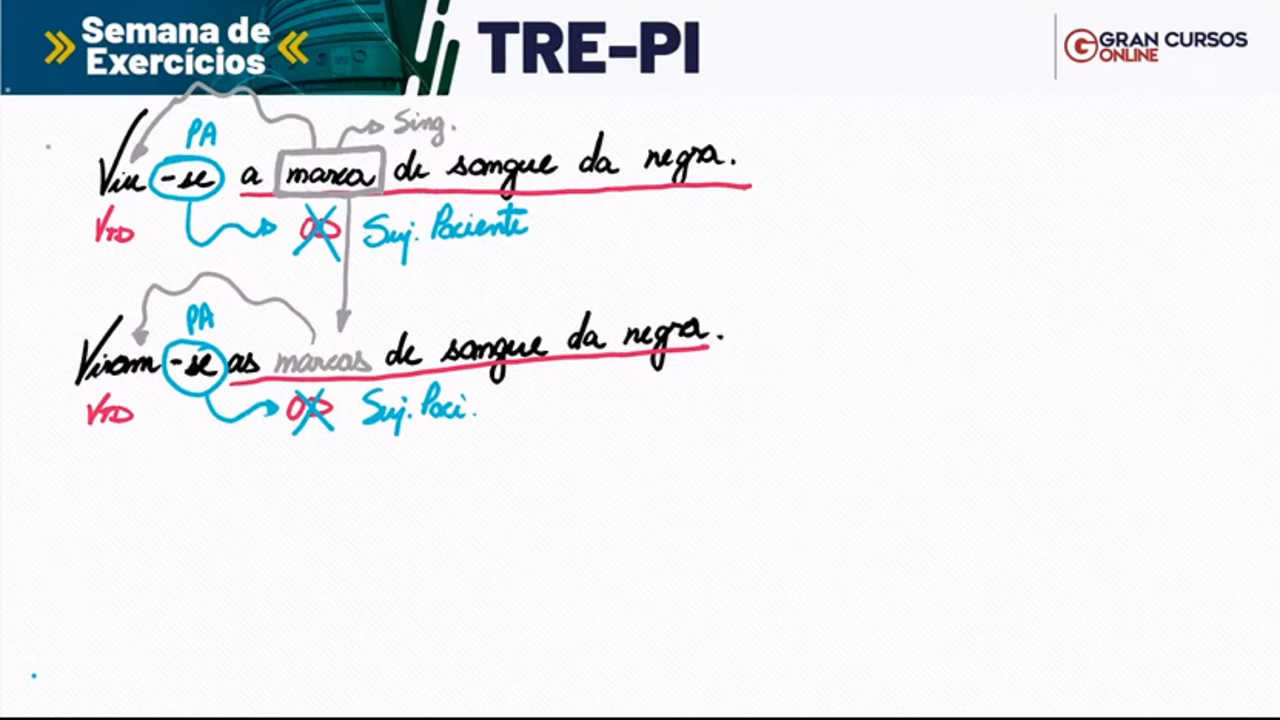 Semana de
Exercícios
TRE-PI
GRAN CURSOS
ONLINE
PA
Sing.
Viu-se a marca de sangue da negra.
VTD
OD
Suj. Paciente
PA
Viram-se as marcas de sangue da negra.
VTD
OD
Suj. Paci.